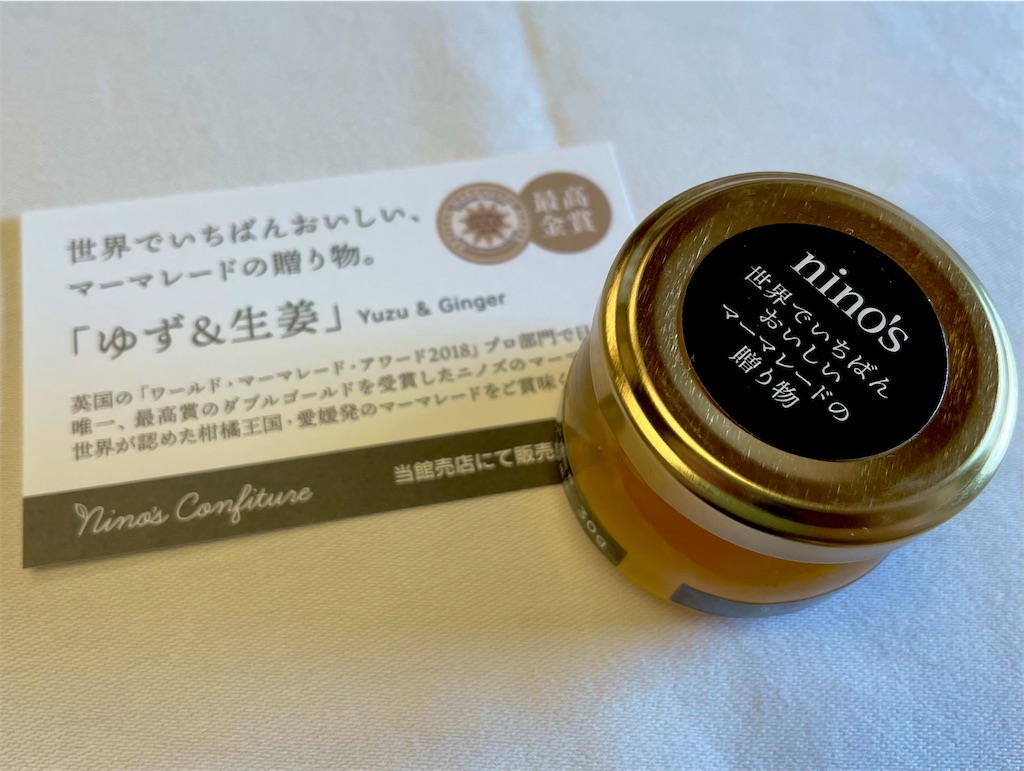 世界でいちばんおいしい、
マーマレードの贈り物。
最高
金賞
「ゆず&生姜」 Yuzu & Ginger
英国の「ワールド・マーマレード・アワード2018」プロ部門で
唯一、最高賞のダブルゴールドを受賞したニノズのマー
世界が認めた柑橘王国・愛媛発のマーマレードをご賞味
Nino's Confiture
当館売店にて販売
nino's
世界でいちばん
おいしい
マーマレードの
贈り物
30g